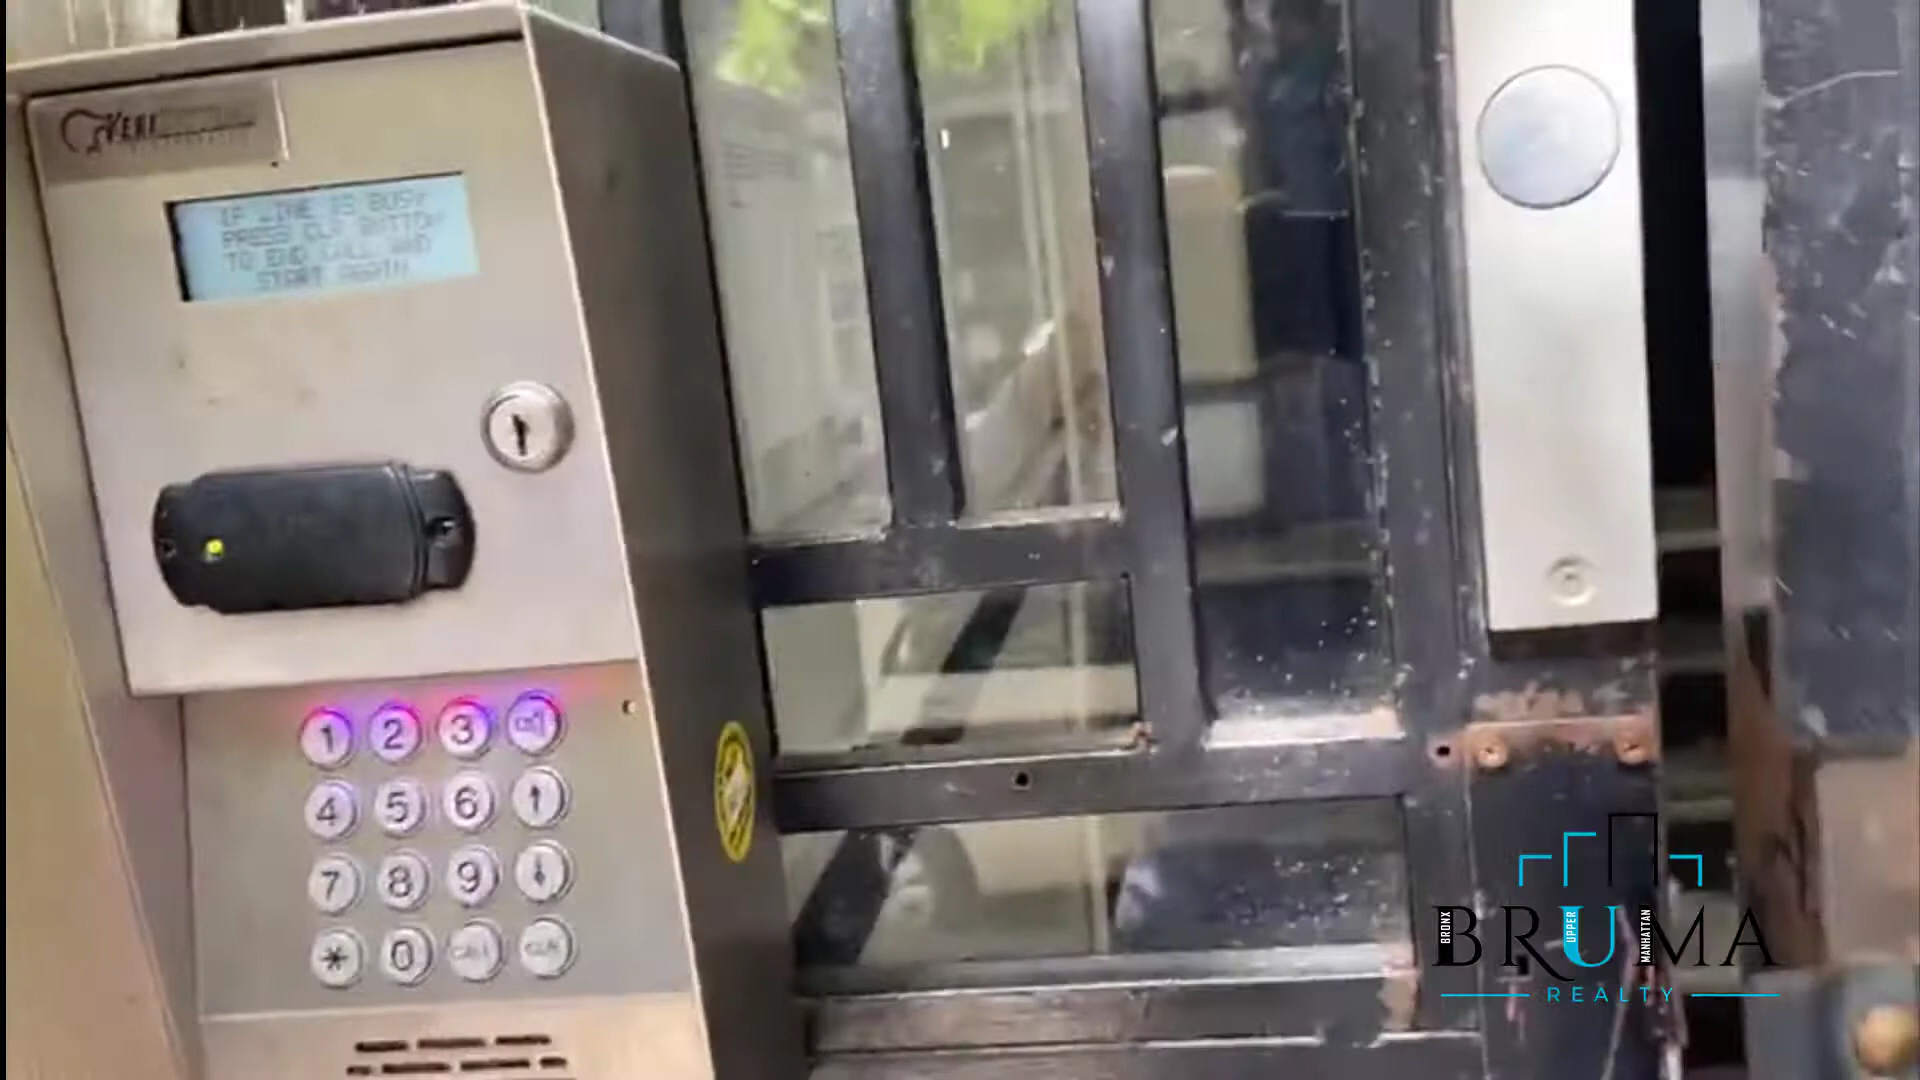 KERI
IF LINE IS BUSY
PRESS CLR BUTTON
TO END CALL AND
START AGAIN
1 2 3
4 5 6 ↑
7 8 9 ↓
* 0 CALL CLR
BRONX UPPER MANHATTAN
BRUMA
REALTY